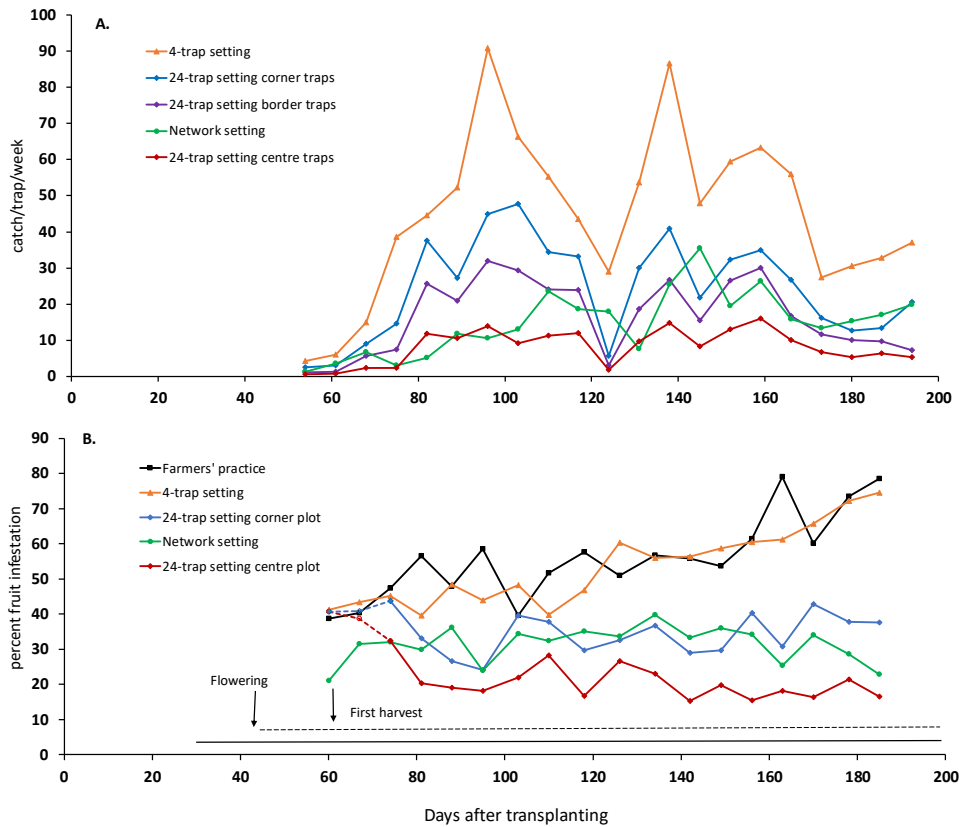 A.
100
90
80
70
60
50
40
30
20
10
0
catch/trap/week
4-trap setting
24-trap setting corner traps
24-trap setting border traps
Network setting
24-trap setting centre traps
0 20 40 60 80 100 120 140 160 180 200
B.
90
80
70
60
50
40
30
20
10
0
percent fruit infestation
Farmers' practice
4-trap setting
24-trap setting corner plot
Network setting
24-trap setting centre plot
Flowering
First harvest
0 20 40 60 80 100 120 140 160 180 200
Days after transplanting